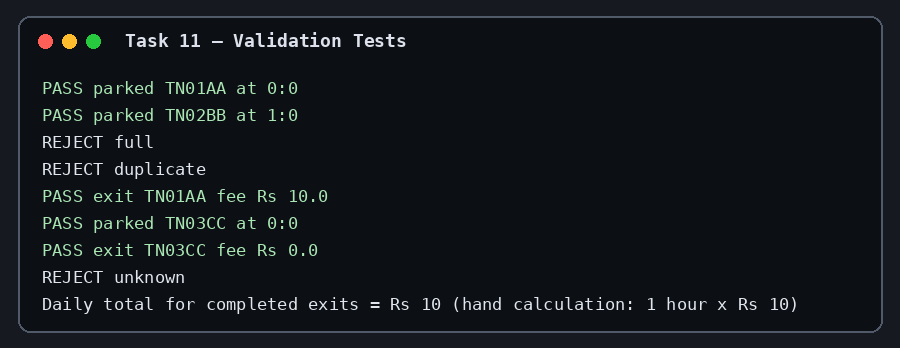 Task 11 — Validation Tests
PASS parked TN01AA at 0:0
PASS parked TN02BB at 1:0
REJECT full
REJECT duplicate
PASS exit TN01AA fee Rs 10.0
PASS parked TN03CC at 0:0
PASS exit TN03CC fee Rs 0.0
REJECT unknown
Daily total for completed exits = Rs 10 (hand calculation: 1 hour x Rs 10)